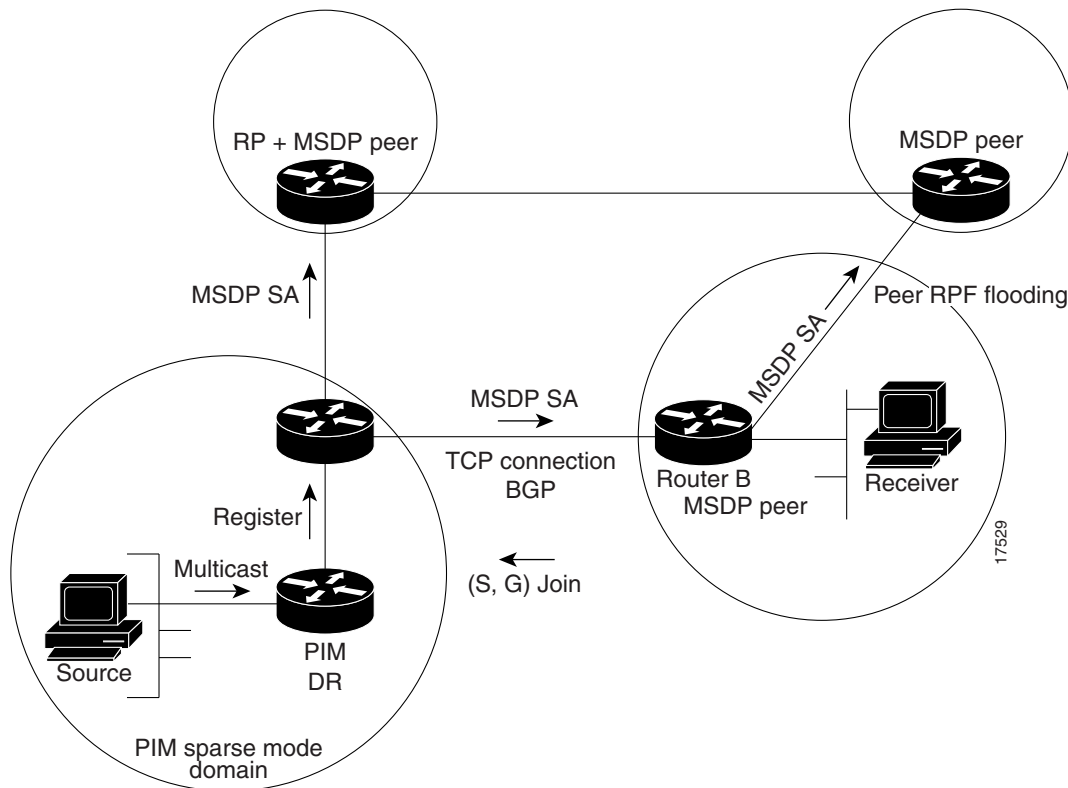 RP + MSDP peer
MSDP peer
MSDP SA
MSDP SA
Peer RPF flooding
MSDP SA
TCP connection
BGP
Router B
MSDP peer
Receiver
Register
Multicast
(S, G) Join
Source
PIM
DR
PIM sparse mode
domain
17529